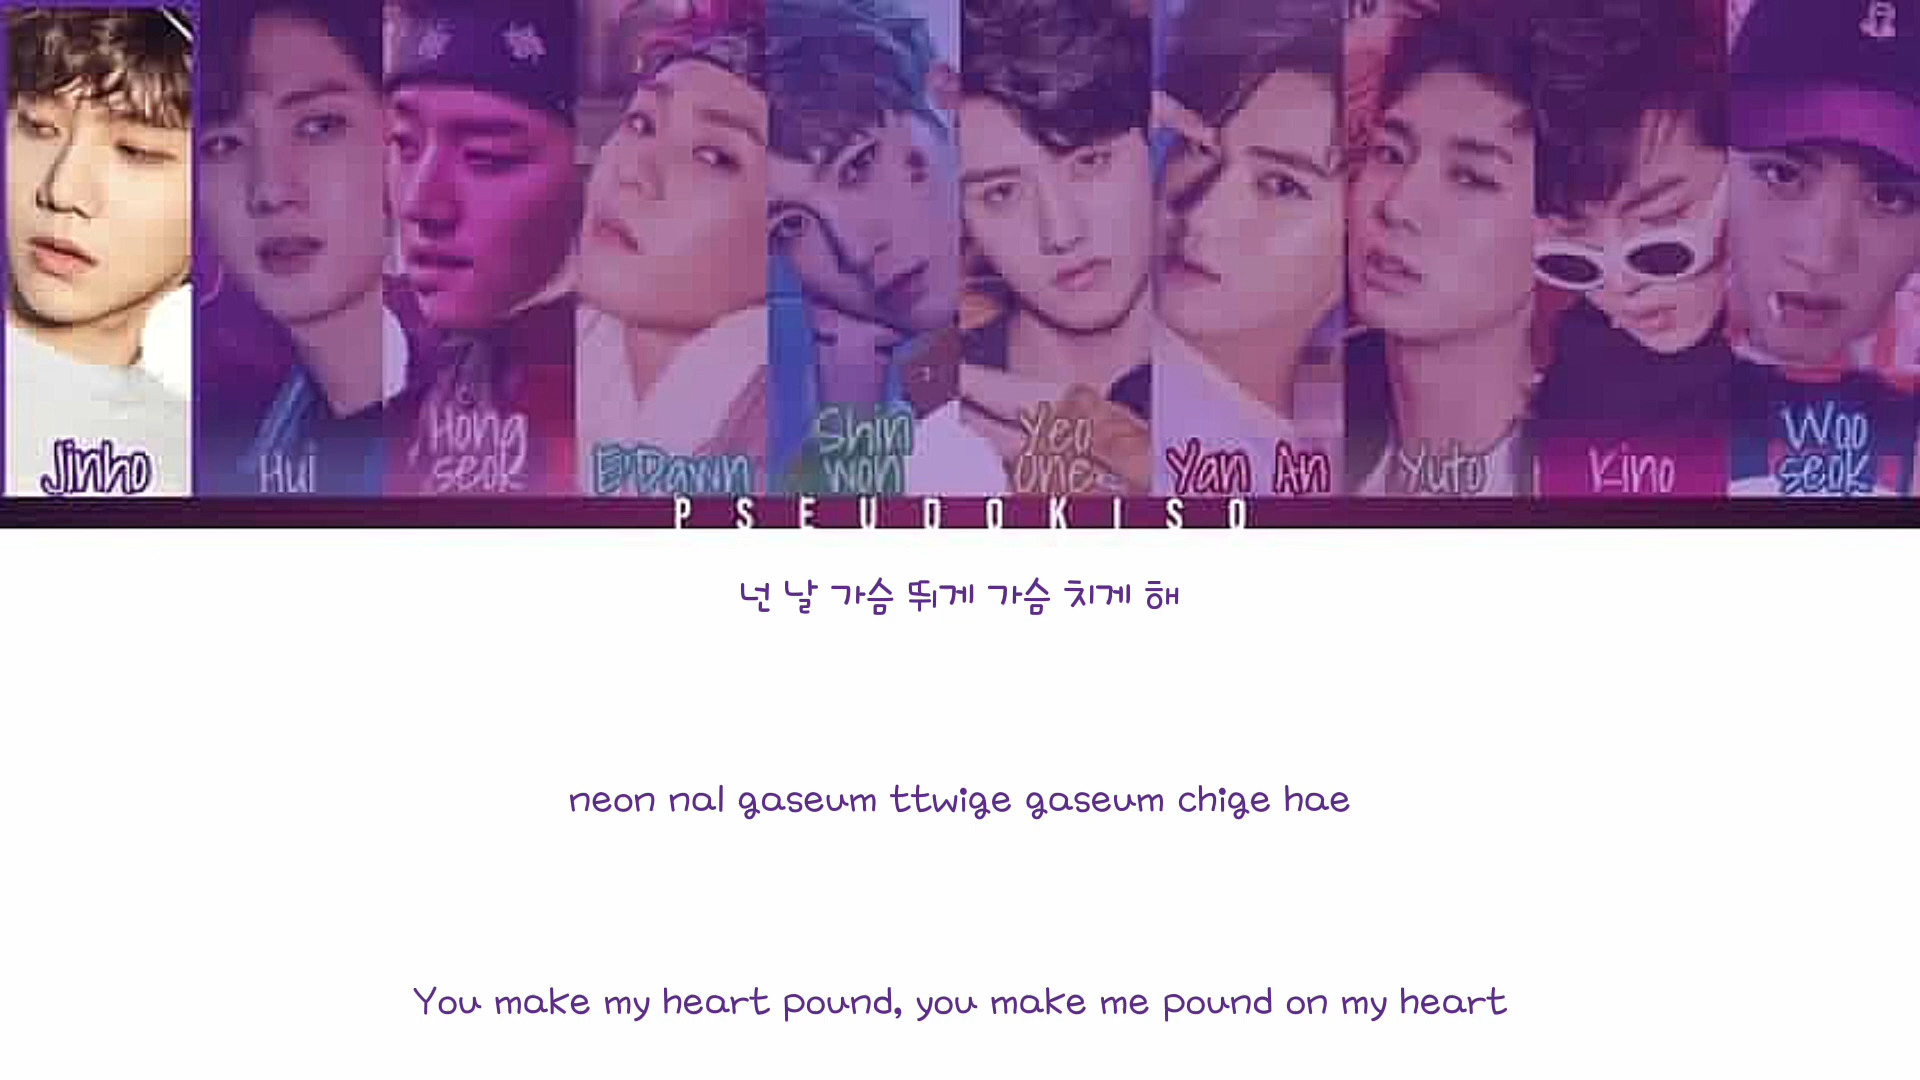 Jinho
Hui
Hong
seok
E'Dawn
Shin
won
Yeo
one
Yan An
Yuto
Kino
Woo
seok
PSEUDOKISO
넌 날 가슴 뛰게 가슴 치게 해
neon nal gaseum ttwige gaseum chige hae
You make my heart pound, you make me pound on my heart